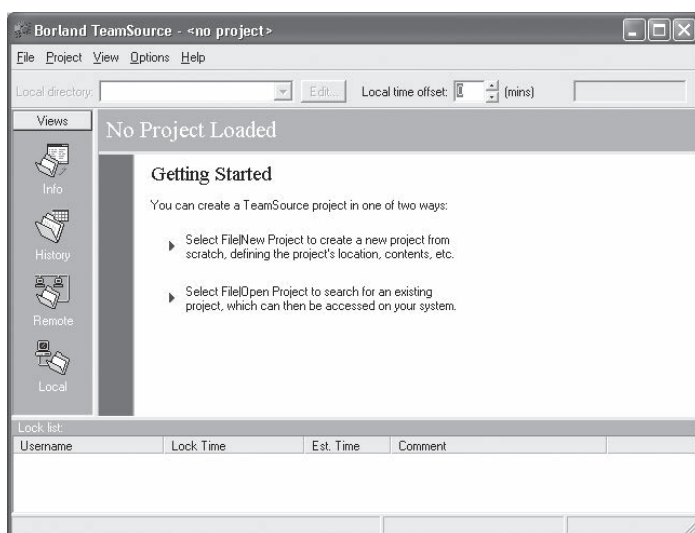 Borland TeamSource - <no project>
File Project View Options Help
Local directory: Edit... Local time offset: 0 (mins)
Views
No Project Loaded
Info
History
Remote
Local
Getting Started
You can create a TeamSource project in one of two ways:
Select File|New Project to create a new project from
scratch, defining the project's location, contents, etc.
Select File|Open Project to search for an existing
project, which can then be accessed on your system.
Lock list:
Username Lock Time Est. Time Comment